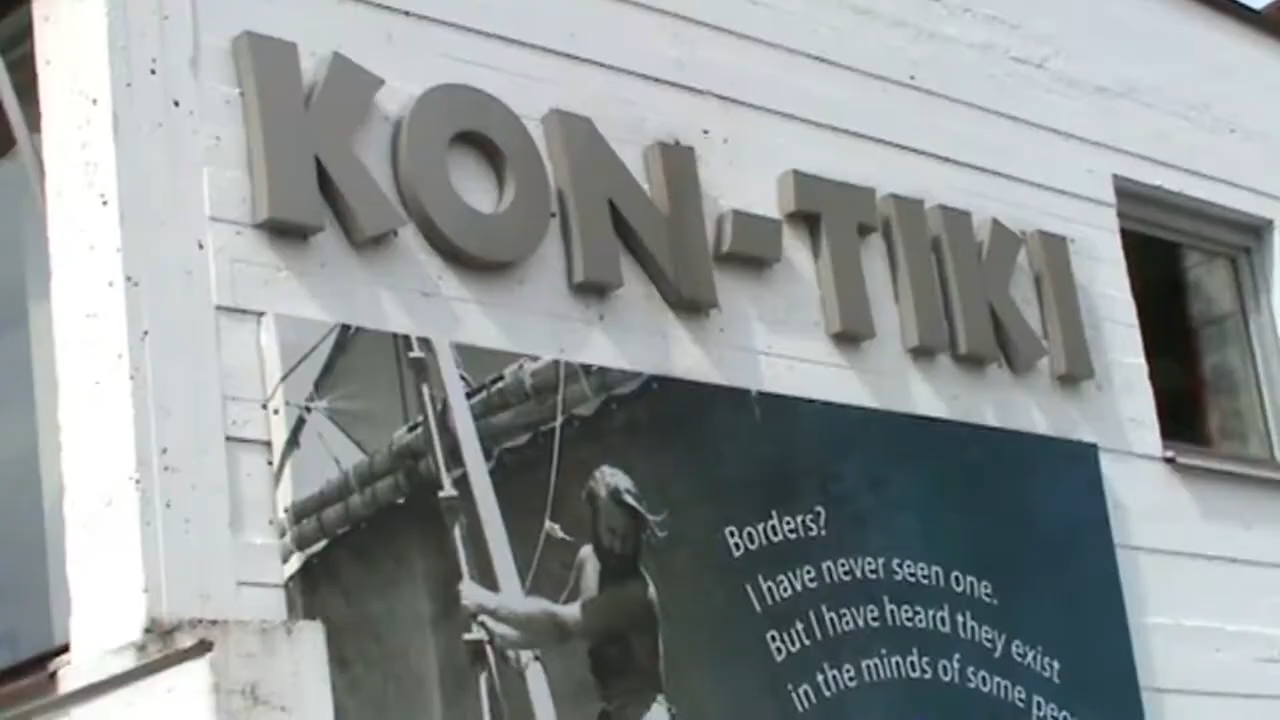 KON-TIKI
Borders?
I have never seen one.
But I have heard they exist
in the minds of some